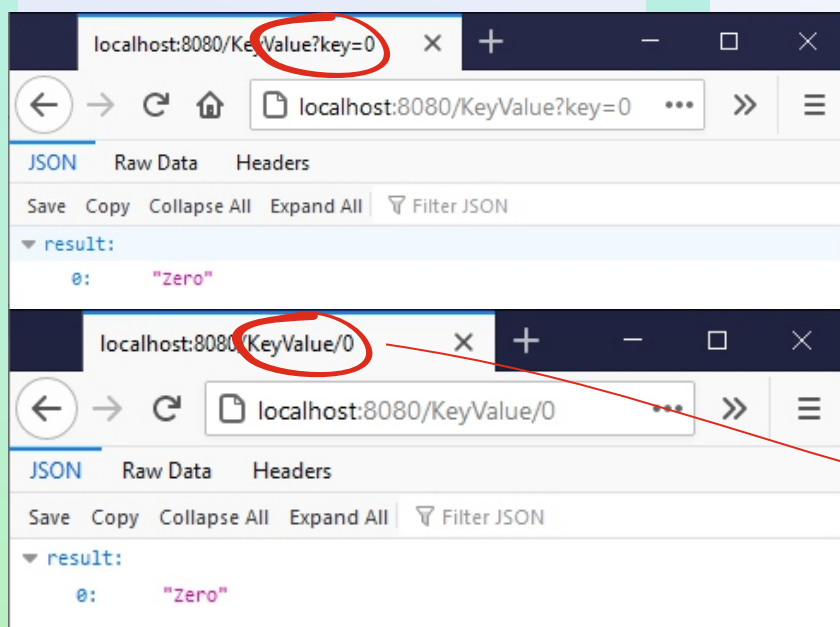 localhost:8080/KeyValue?key=0
localhost:8080/KeyValue?key=0
JSON Raw Data Headers
Save Copy Collapse All Expand All Filter JSON
result:
0: "Zero"
localhost:8080/KeyValue/0
localhost:8080/KeyValue/0
JSON Raw Data Headers
Save Copy Collapse All Expand All Filter JSON
result:
0: "Zero"